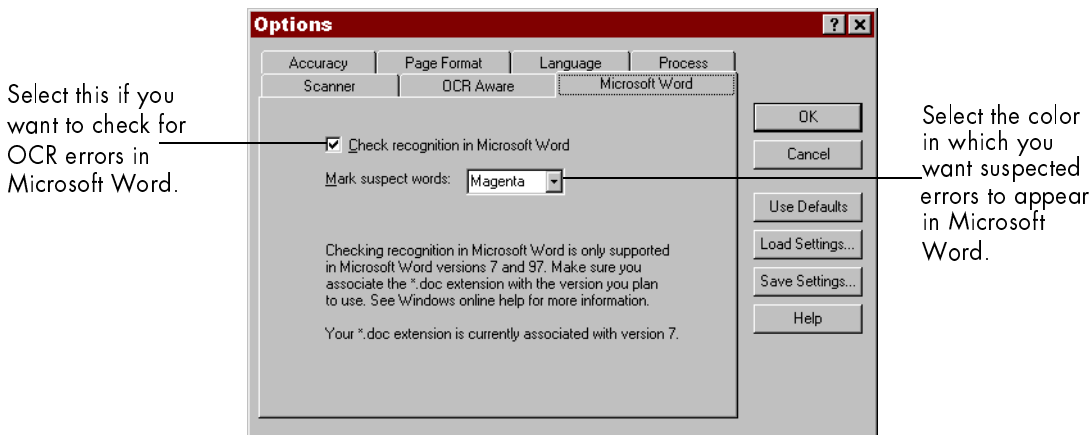 Options
Accuracy
Page Format
Language
Process
Scanner
OCR Aware
Microsoft Word
Select this if you
want to check for
OCR errors in
Microsoft Word.
Check recognition in Microsoft Word
Mark suspect words:
Magenta
Checking recognition in Microsoft Word is only supported
in Microsoft Word versions 7 and 97. Make sure you
associate the *.doc extension with the version you plan
to use. See Windows online help for more information.
Your *.doc extension is currently associated with version 7.
OK
Cancel
Use Defaults
Load Settings...
Save Settings...
Help
Select the color
in which you
want suspected
errors to appear
in Microsoft
Word.